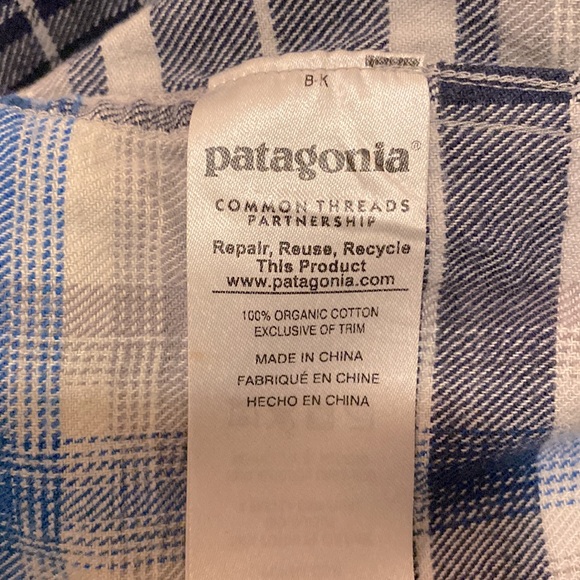 B-K
patagonia®
COMMON THREADS
PARTNERSHIP
Repair, Reuse, Recycle
This Product
www.patagonia.com
100% ORGANIC COTTON
EXCLUSIVE OF TRIM
MADE IN CHINA
FABRIQUÉ EN CHINE
HECHO EN CHINA